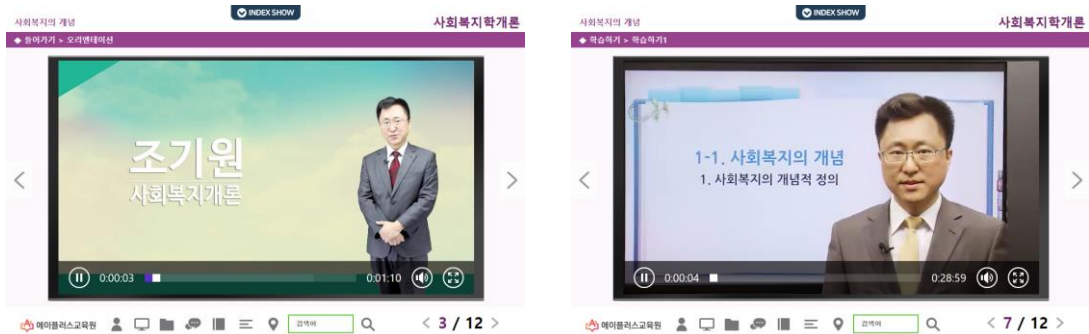 INDEX SHOW
사회복지의 개념
사회복지학개론
◆ 들어가기 > 오리엔테이션
조기원
사회복지개론
0:00:03
0:01:10
에이플러스교육원
검색어
< 3 / 12 >
INDEX SHOW
사회복지의 개념
사회복지학개론
◆ 학습하기 > 학습하기1
1-1. 사회복지의 개념
1. 사회복지의 개념적 정의
0:00:04
0:28:59
에이플러스교육원
검색어
< 7 / 12 >